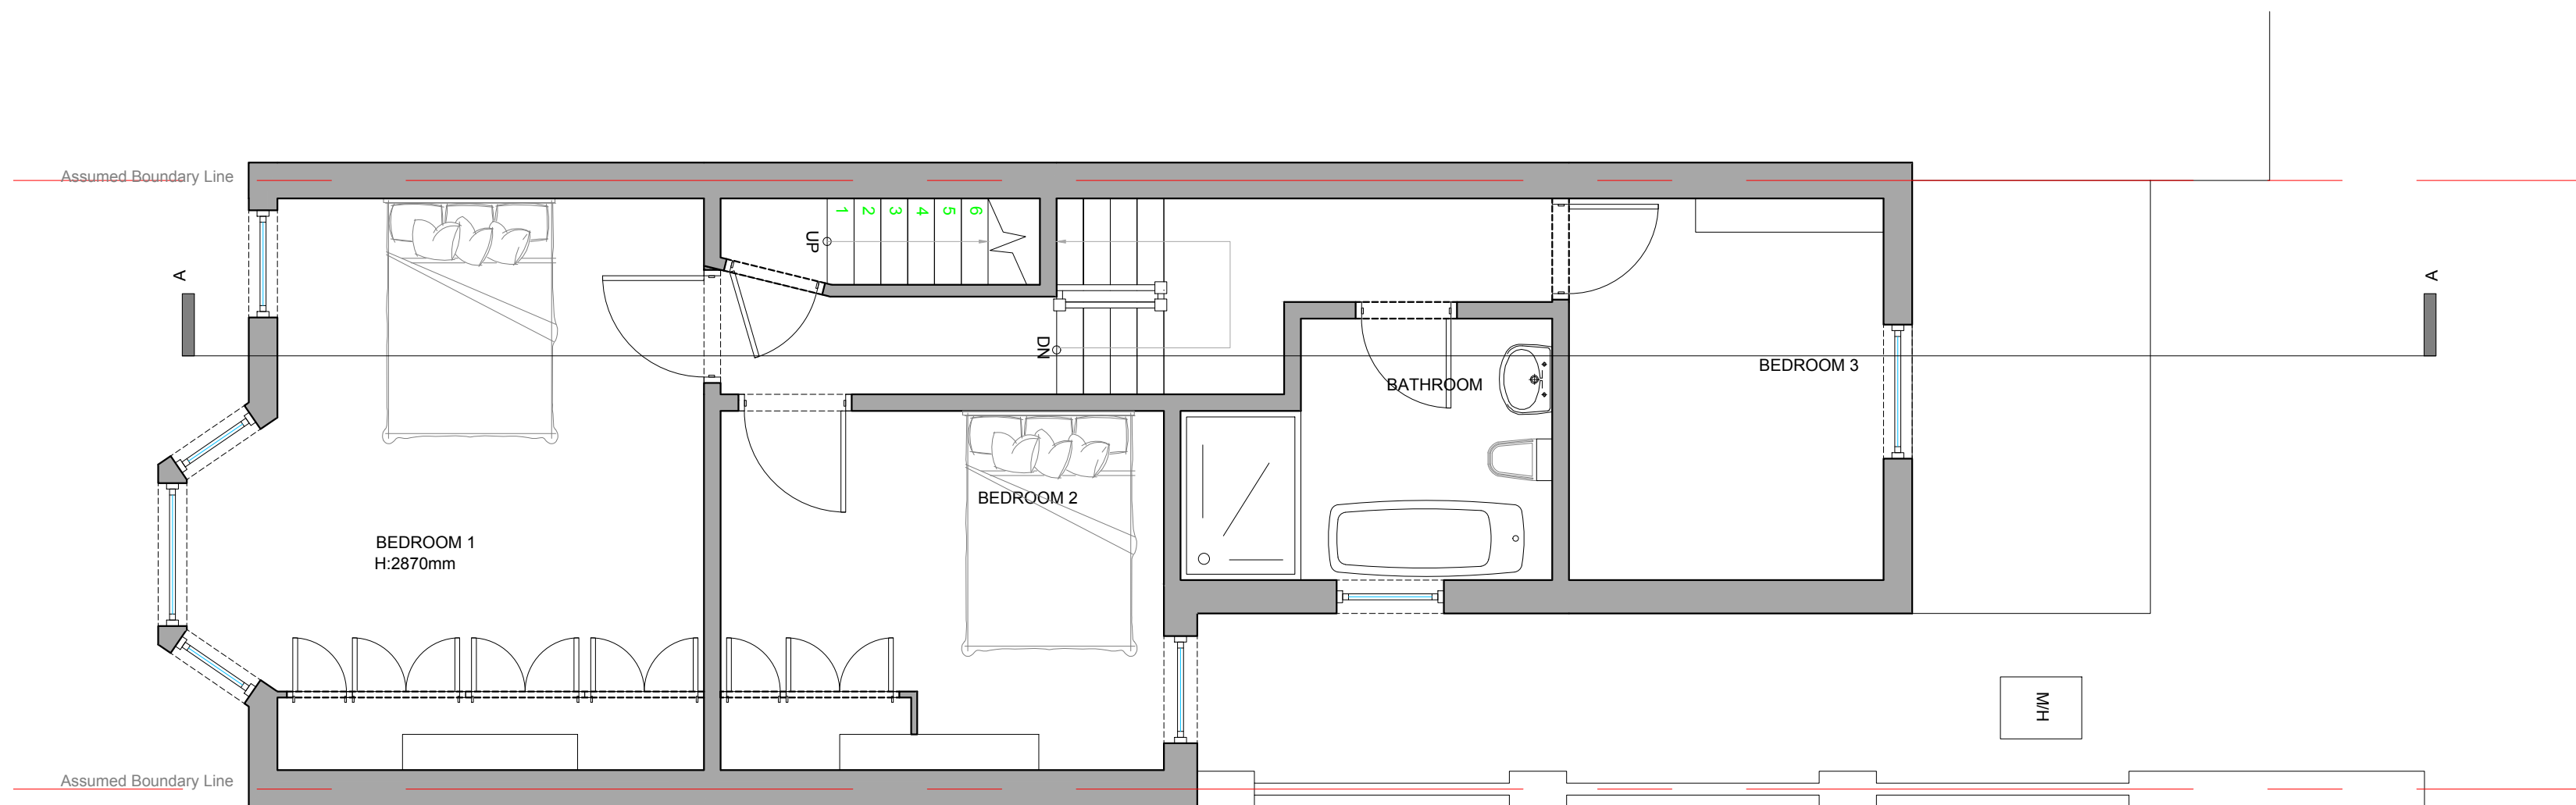 Assumed Boundary Line
1 2 3 4 5 6
UP
A
A
DN
BEDROOM 3
BATHROOM
BEDROOM 2
BEDROOM 1
H:2870mm
M/H
Assumed Boundary Line